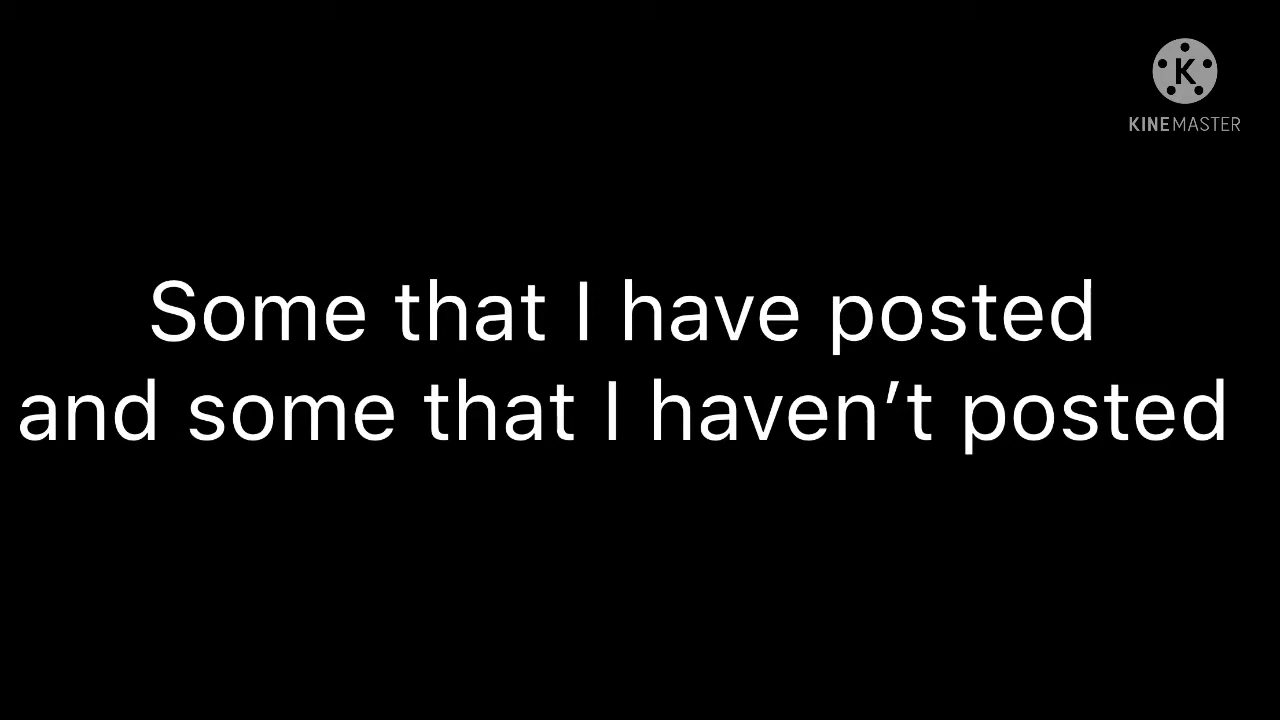 K
KINEMASTER
Some that I have posted
and some that I haven’t posted